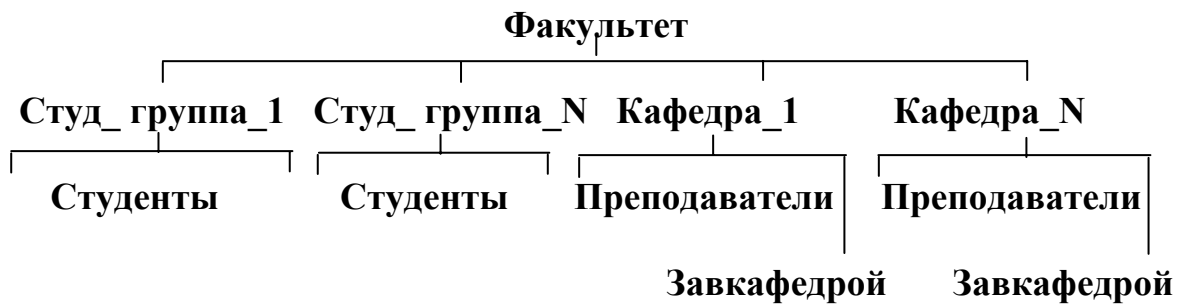 Факультет
Студ_ группа_1 Студ_ группа_N Кафедра_1 Кафедра_N
Студенты Студенты Преподаватели Преподаватели
Завкафедрой Завкафедрой